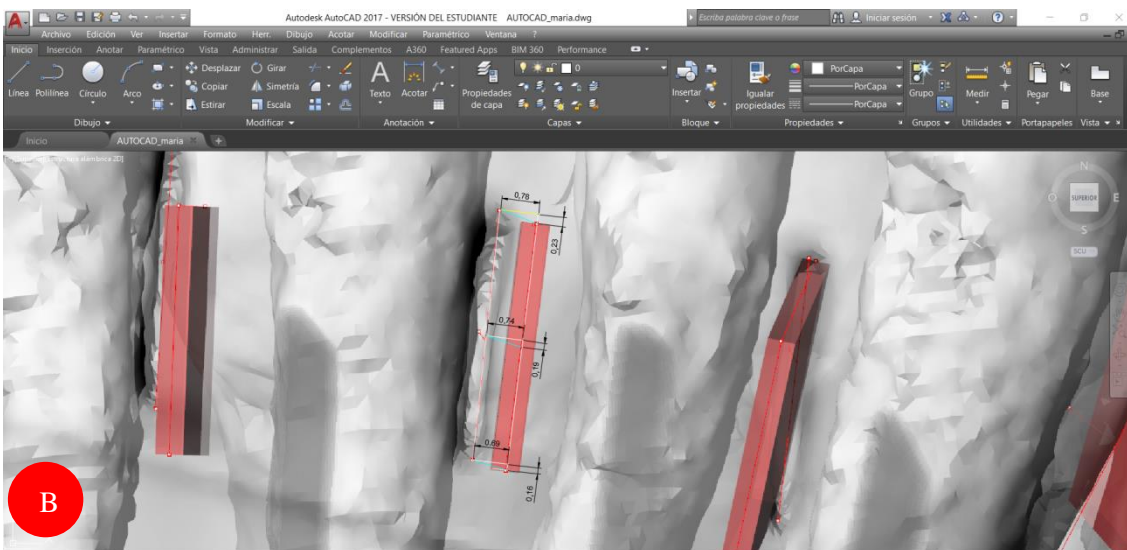 Autodesk AutoCAD 2017 - VERSIÓN DEL ESTUDIANTE AUTOCAD_maria.dwg
Escriba palabra clave o frase
Iniciar sesión
Archivo Edición Ver Insertar Formato Herr. Dibujo Acotar Modificar Paramétrico Ventana ?
Inicio Inserción Anotar Paramétrico Vista Administrar Salida Complementos A360 Featured Apps BIM 360 Performance
Línea Polilínea Círculo Arco
Desplazar Girar
Copiar Simetría
Estirar Escala
Texto Acotar
Propiedades de capa
0
Insertar
Igualar propiedades
PorCapa
PorCapa
PorCapa
Grupo
Medir
Pegar
Base
Dibujo Modificar Anotación Capas Bloque Propiedades Grupos Utilidades Portapapeles Vista
Inicio AUTOCAD_maria
N
O SUPERIOR E
S
SCU
0,78
0,23
0,74
0,19
0,69
0,16
B